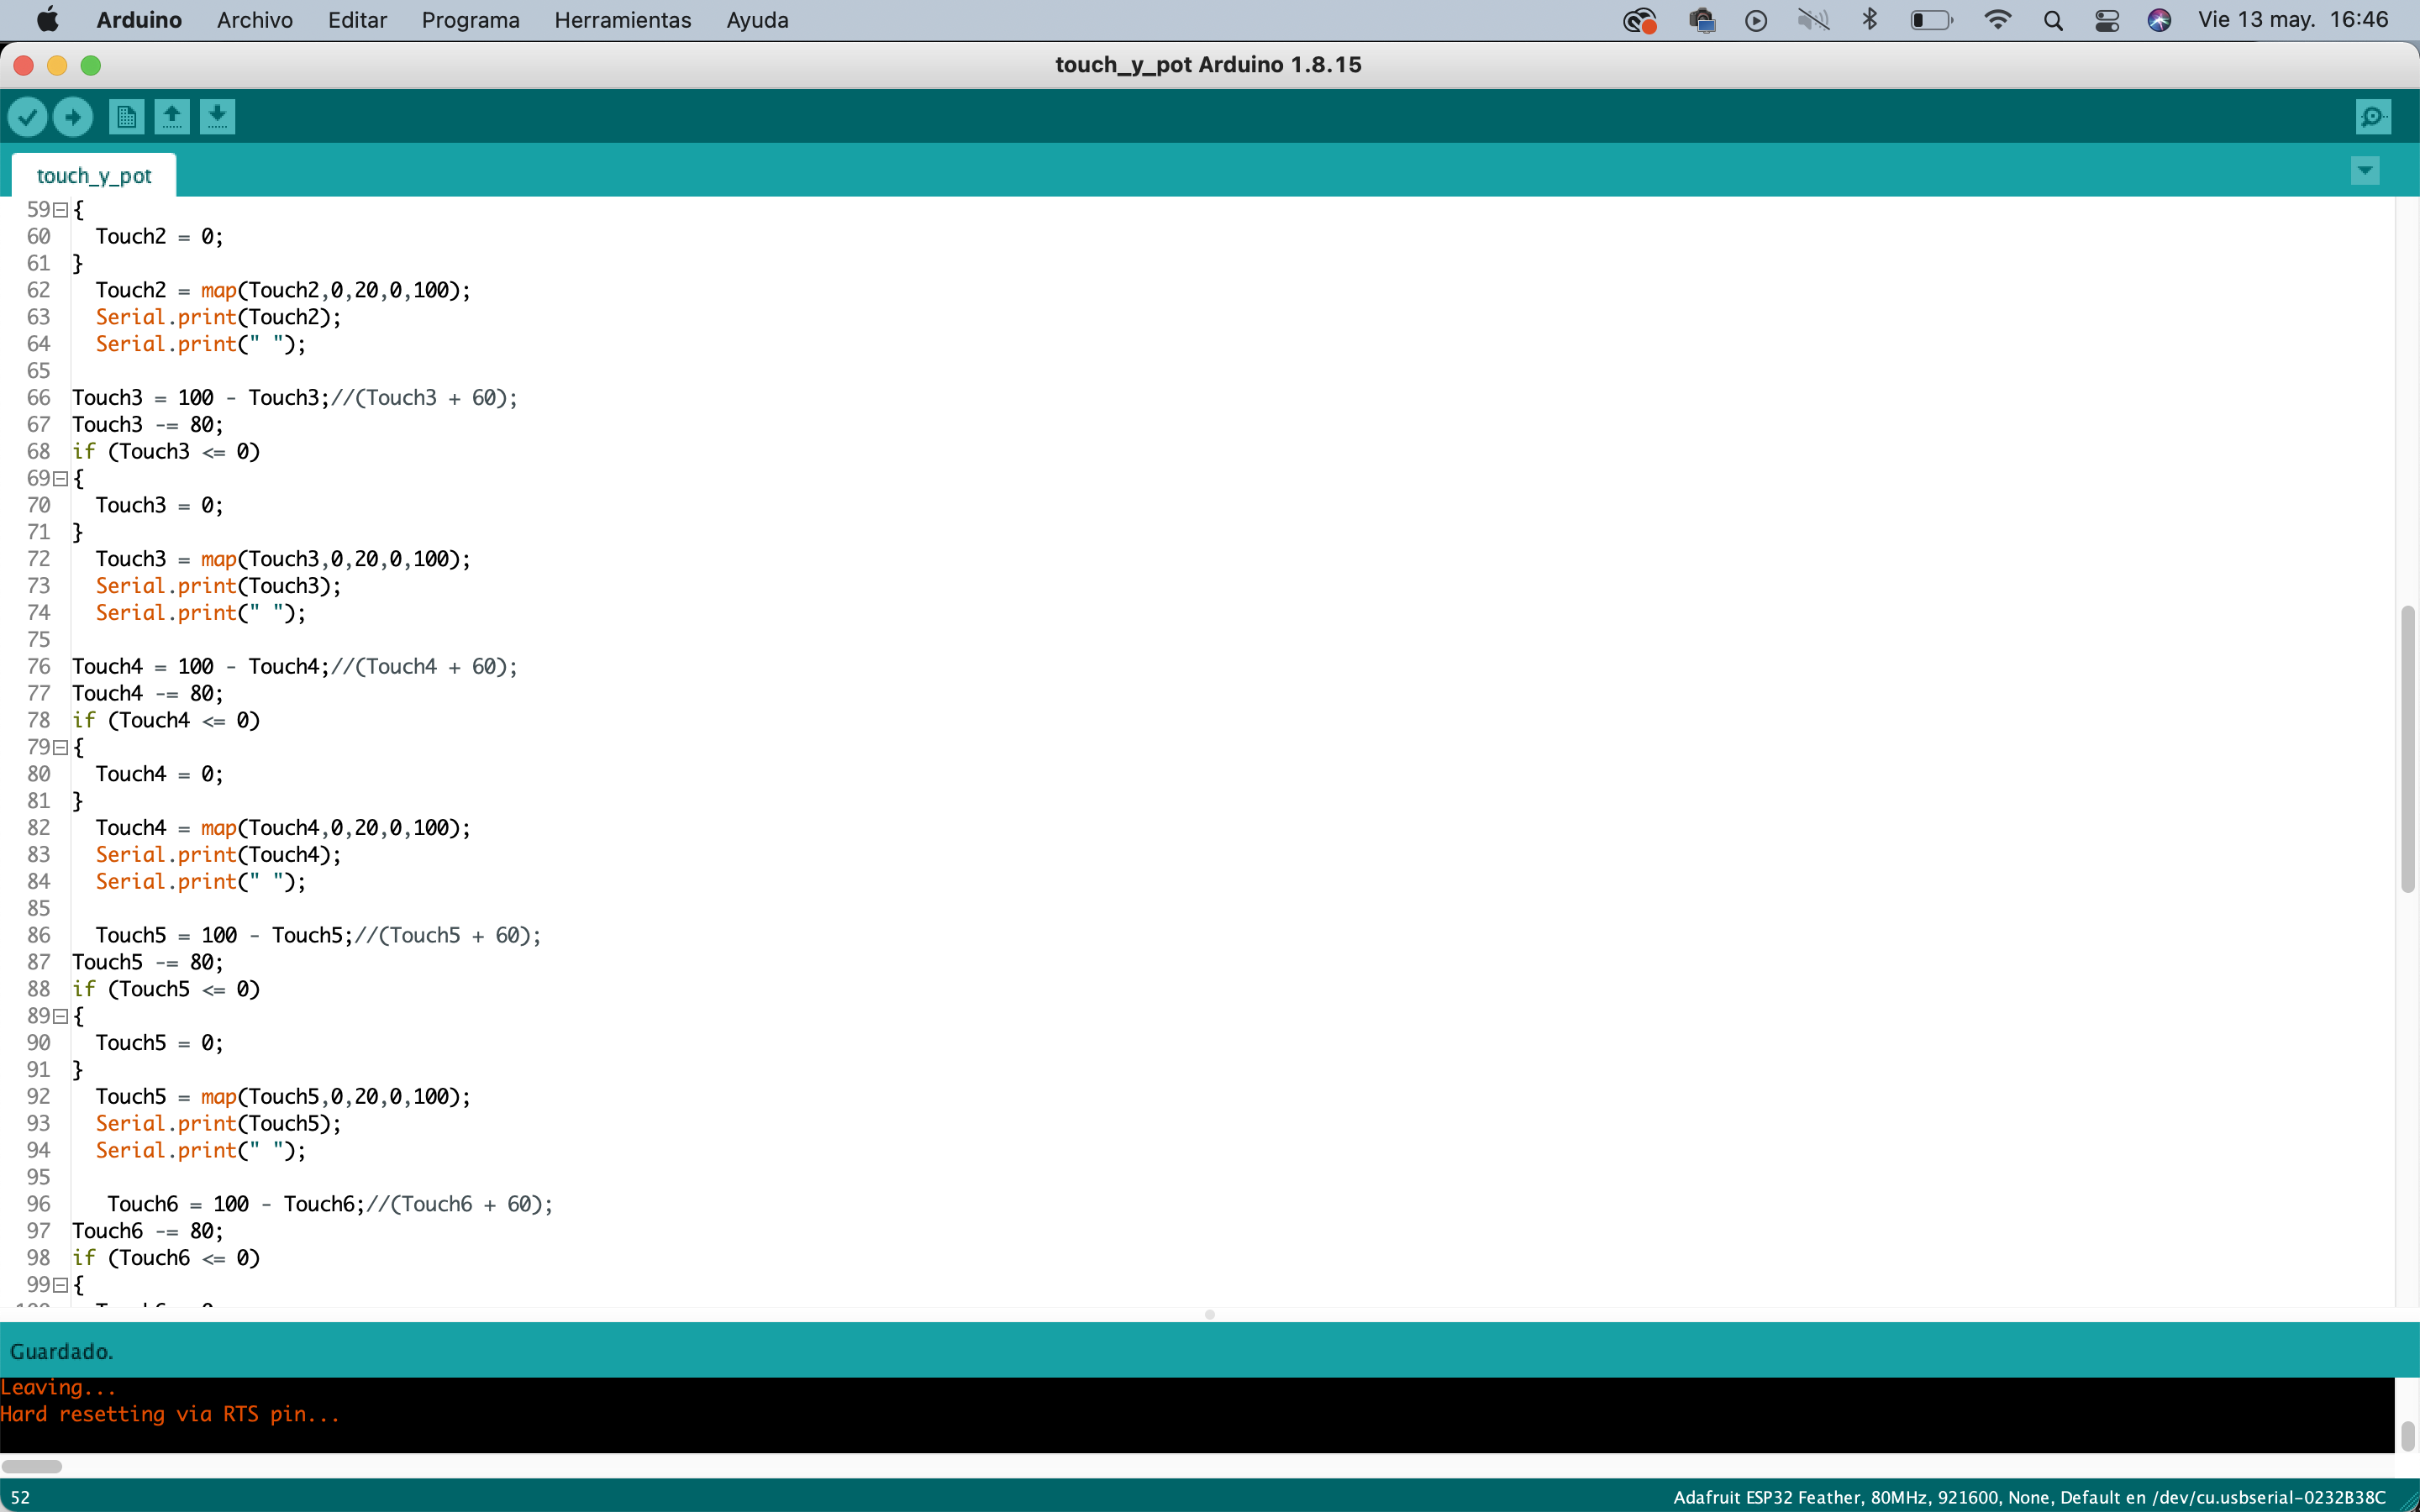 Arduino Archivo Editar Programa Herramientas Ayuda Vie 13 may. 16:46
touch_y_pot Arduino 1.8.15
touch_y_pot
59 {
60 Touch2 = 0;
61 }
62 Touch2 = map(Touch2,0,20,0,100);
63 Serial.print(Touch2);
64 Serial.print(" ");
65
66 Touch3 = 100 - Touch3;//(Touch3 + 60);
67 Touch3 -= 80;
68 if (Touch3 <= 0)
69 {
70 Touch3 = 0;
71 }
72 Touch3 = map(Touch3,0,20,0,100);
73 Serial.print(Touch3);
74 Serial.print(" ");
75
76 Touch4 = 100 - Touch4;//(Touch4 + 60);
77 Touch4 -= 80;
78 if (Touch4 <= 0)
79 {
80 Touch4 = 0;
81 }
82 Touch4 = map(Touch4,0,20,0,100);
83 Serial.print(Touch4);
84 Serial.print(" ");
85
86 Touch5 = 100 - Touch5;//(Touch5 + 60);
87 Touch5 -= 80;
88 if (Touch5 <= 0)
89 {
90 Touch5 = 0;
91 }
92 Touch5 = map(Touch5,0,20,0,100);
93 Serial.print(Touch5);
94 Serial.print(" ");
95
96 Touch6 = 100 - Touch6;//(Touch6 + 60);
97 Touch6 -= 80;
98 if (Touch6 <= 0)
99 {
Guardado.
Leaving...
Hard resetting via RTS pin...
52 Adafruit ESP32 Feather, 80MHz, 921600, None, Default en /dev/cu.usbserial-0232B38C